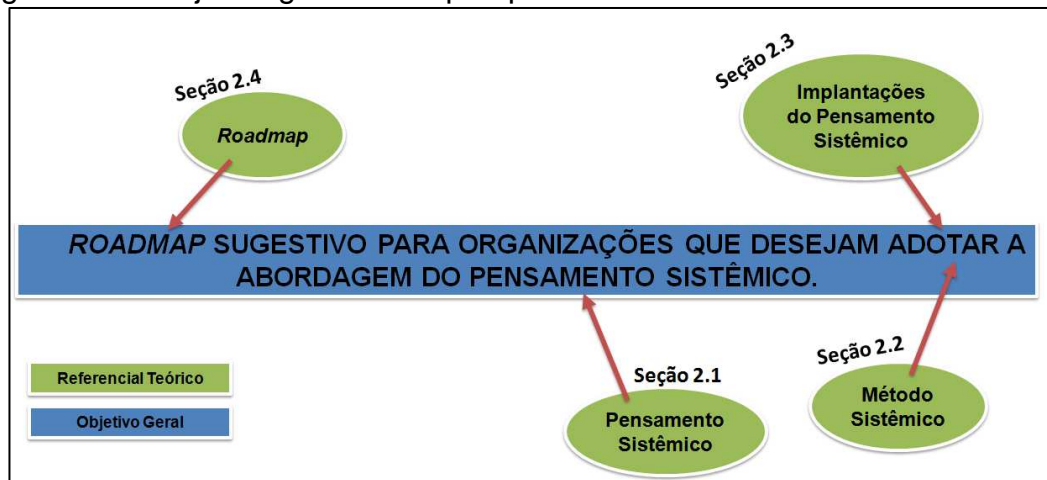 Seção 2.4
Roadmap
Seção 2.3
Implantações
do Pensamento
Sistêmico
ROADMAP SUGESTIVO PARA ORGANIZAÇÕES QUE DESEJAM ADOTAR A
ABORDAGEM DO PENSAMENTO SISTÊMICO.
Referencial Teórico
Objetivo Geral
Seção 2.1
Pensamento
Sistêmico
Seção 2.2
Método
Sistêmico